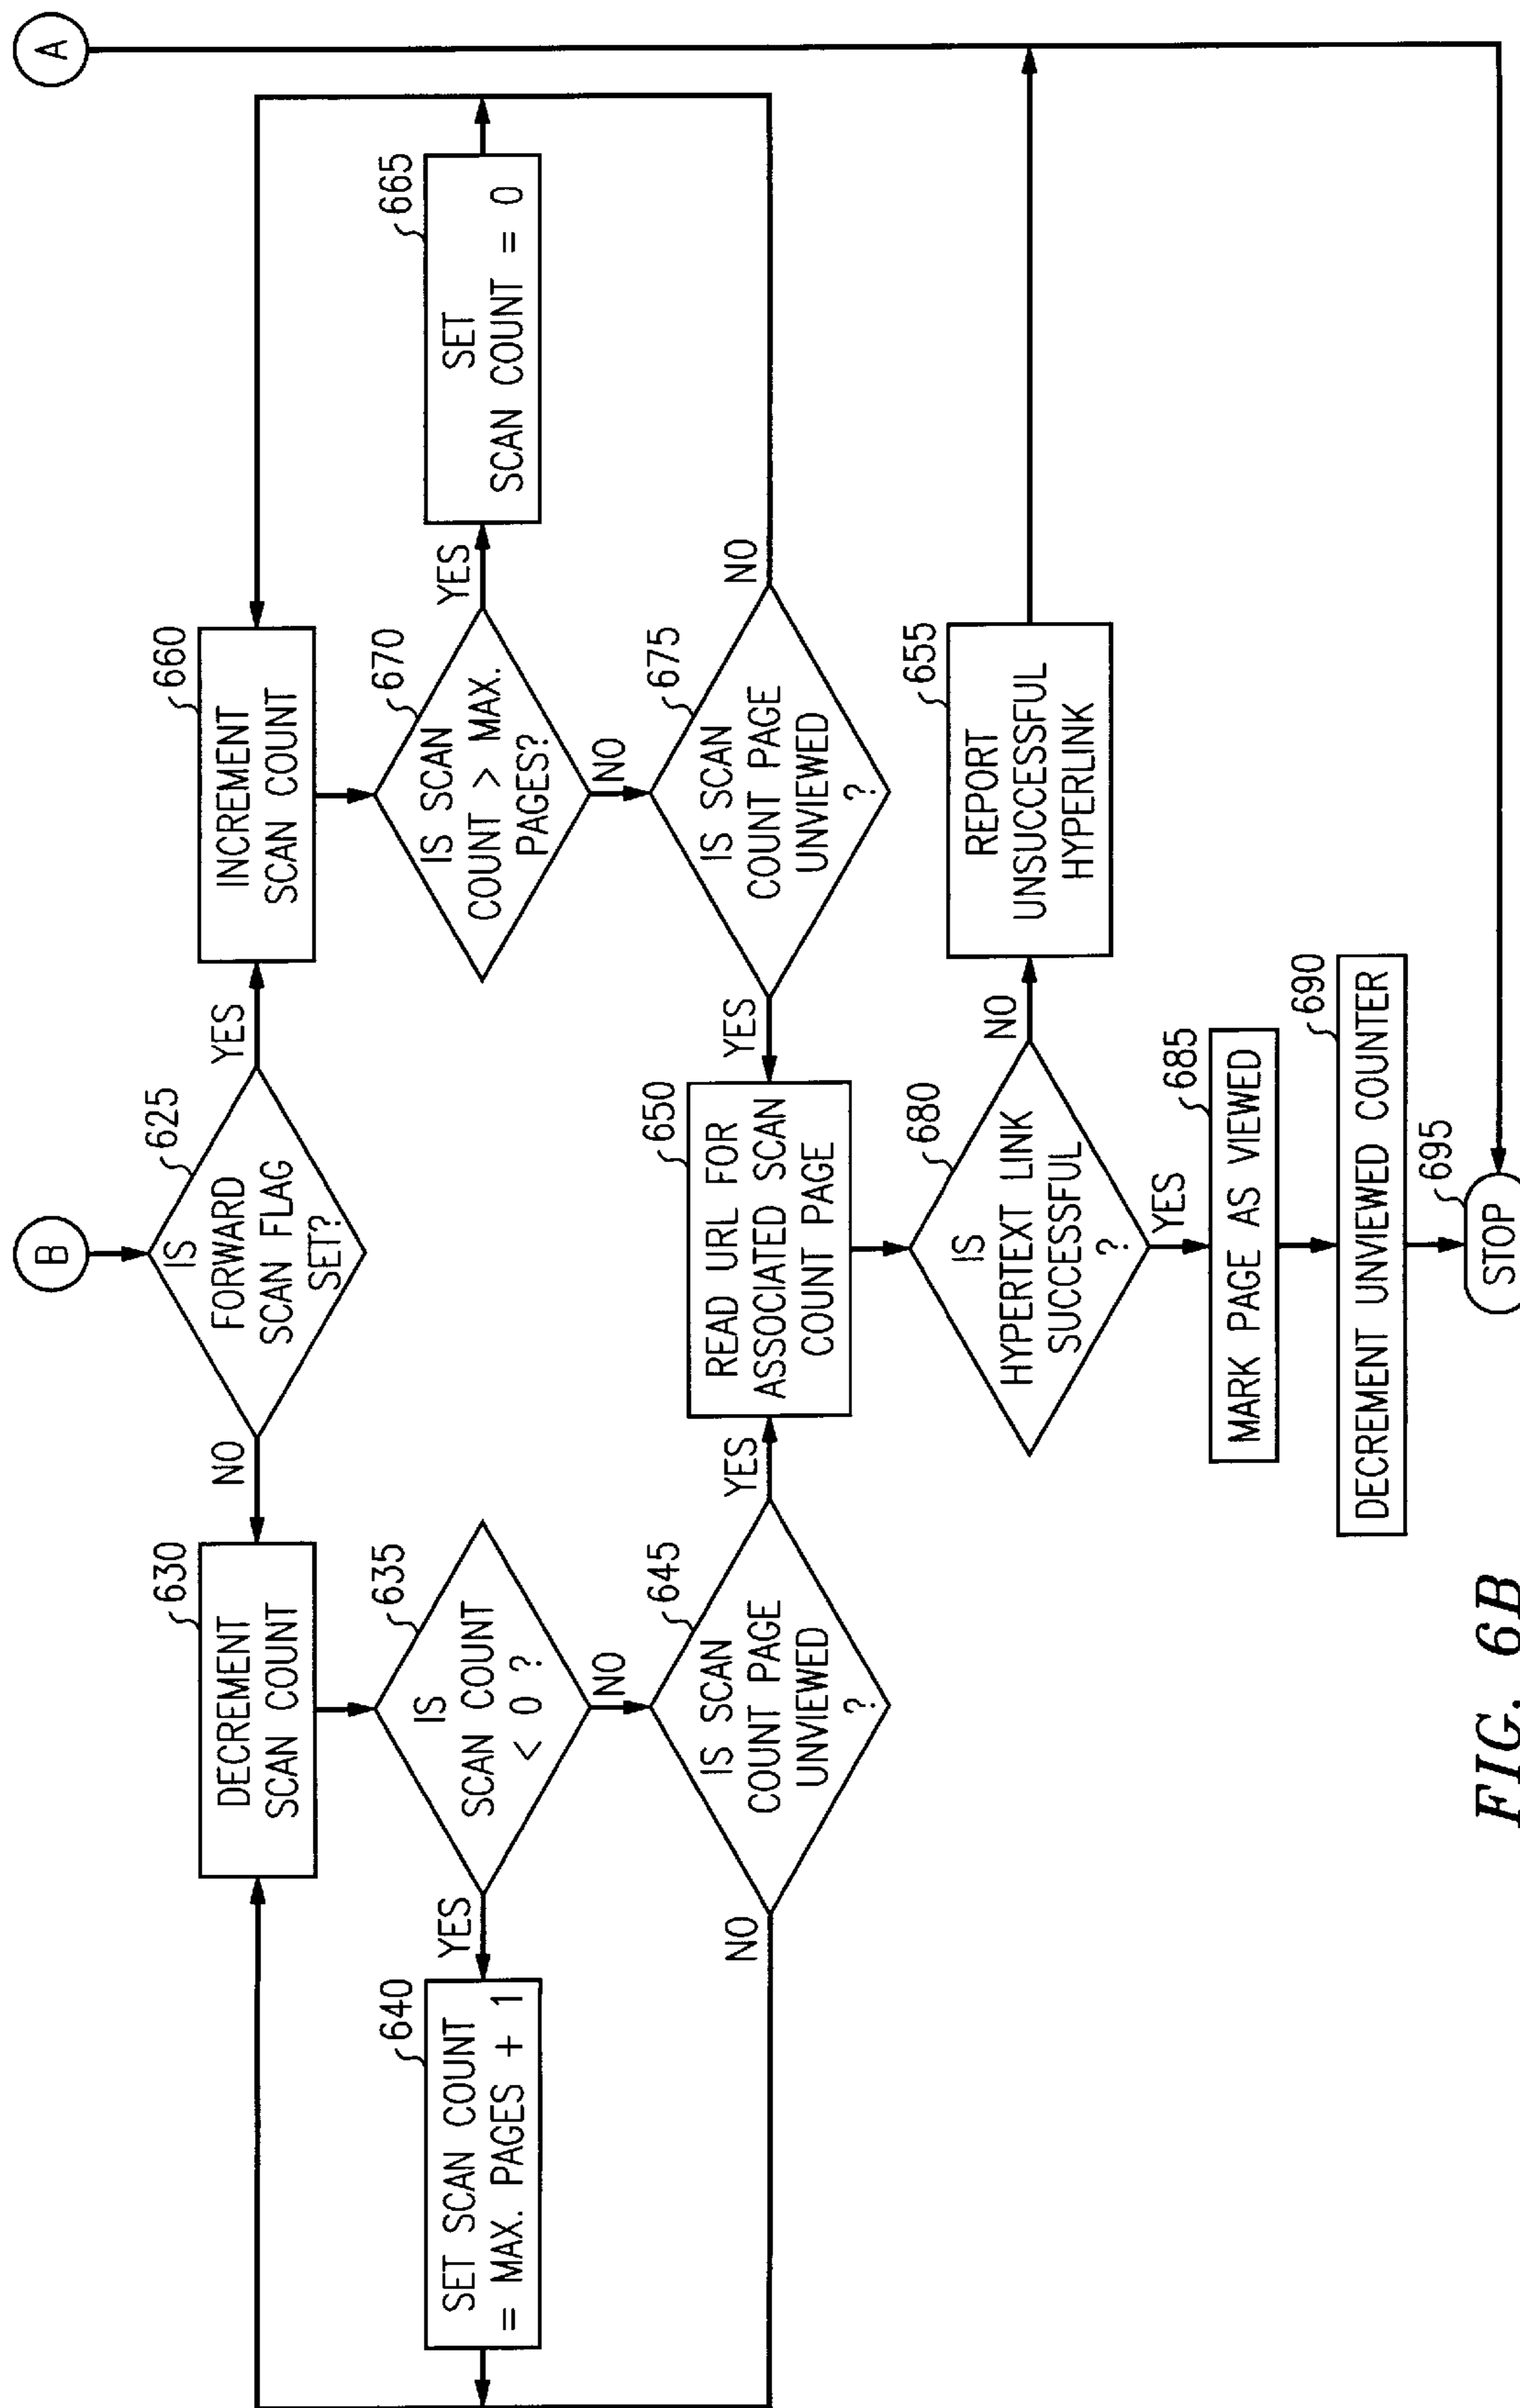 B
A
625
IS
FORWARD
SCAN FLAG
SET?
NO
YES
630
DECREMENT
SCAN COUNT
660
INCREMENT
SCAN COUNT
635
IS
SCAN COUNT
< 0 ?
YES
NO
640
SET SCAN COUNT
= MAX. PAGES + 1
670
IS SCAN
COUNT > MAX.
PAGES?
YES
NO
665
SET
SCAN COUNT = 0
645
IS SCAN
COUNT PAGE
UNVIEWED
?
NO
YES
650
READ URL FOR
ASSOCIATED SCAN
COUNT PAGE
675
IS SCAN
COUNT PAGE
UNVIEWED
?
YES
NO
680
IS
HYPERTEXT LINK
SUCCESSFUL
?
NO
YES
655
REPORT
UNSUCCESSFUL
HYPERLINK
685
MARK PAGE AS VIEWED
690
DECREMENT UNVIEWED COUNTER
695
STOP
FIG. 6B